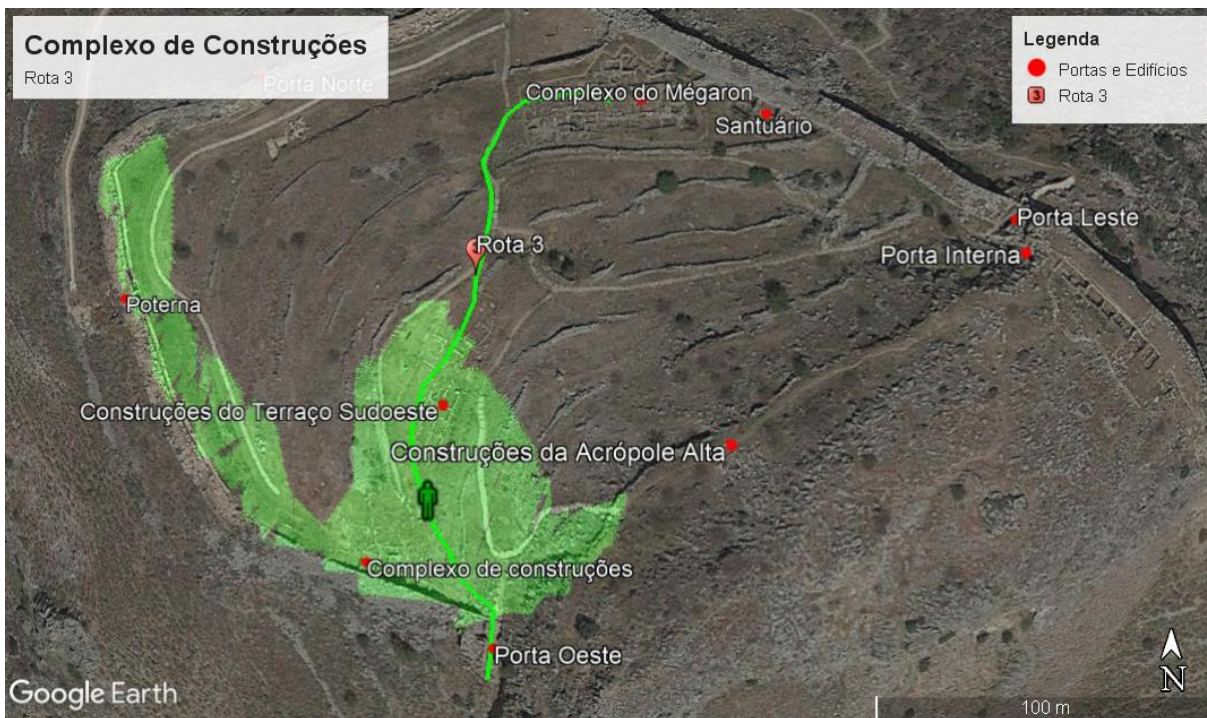 Complexo de Construções
Rota 3
Porta Norte
Legenda
Portas e Edifícios
3 Rota 3
Complexo do Mégaron
Santuário
Porta Leste
Rota 3
Porta Interna
Poterna
Construções do Terraço Sudoeste
Construções da Acrópole Alta
Complexo de construções
Porta Oeste
Google Earth
N
100 m